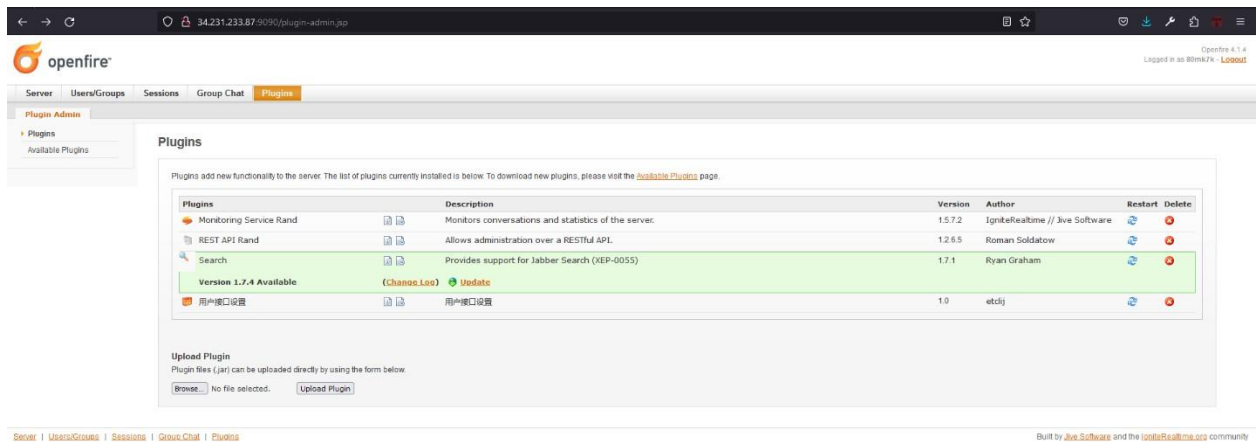 34.231.233.87:9090/plugin-admin.jsp
openfire
Openfire 4.1.4
Logged in as 80mk7k - Logout
Server Users/Groups Sessions Group Chat Plugins
Plugin Admin
Plugins
Available Plugins
Plugins
Plugins add new functionality to the server. The list of plugins currently installed is below. To download new plugins, please visit the Available Plugins page.
Plugins Description Version Author Restart Delete
Monitoring Service Rand Monitors conversations and statistics of the server. 1.5.7.2 IgniteRealtime // Jive Software
REST API Rand Allows administration over a RESTful API. 1.2.6.5 Roman Soldatow
Search Provides support for Jabber Search (XEP-0055) 1.7.1 Ryan Graham
Version 1.7.4 Available (Change Log) Update
用户接口设置 用户接口设置 1.0 etclij
Upload Plugin
Plugin files (.jar) can be uploaded directly by using the form below.
Browse... No file selected. Upload Plugin
Server | Users/Groups | Sessions | Group Chat | Plugins
Built by Jive Software and the IgniteRealtime.org community